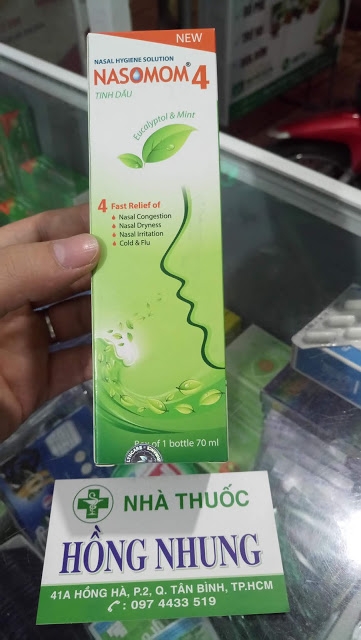 NEW
NASAL HYGIENE SOLUTION
NASOMOM® 4
TINH DẦU
Eucalyptol & Mint
4 Fast Relief of
Nasal Congestion
Nasal Dryness
Nasal Irritation
Cold & Flu
Box of 1 bottle 70 ml
NHÀ THUỐC
HỒNG NHUNG
41A HỒNG HÀ, P.2, Q. TÂN BÌNH, TP.HCM
: 097 4433 519